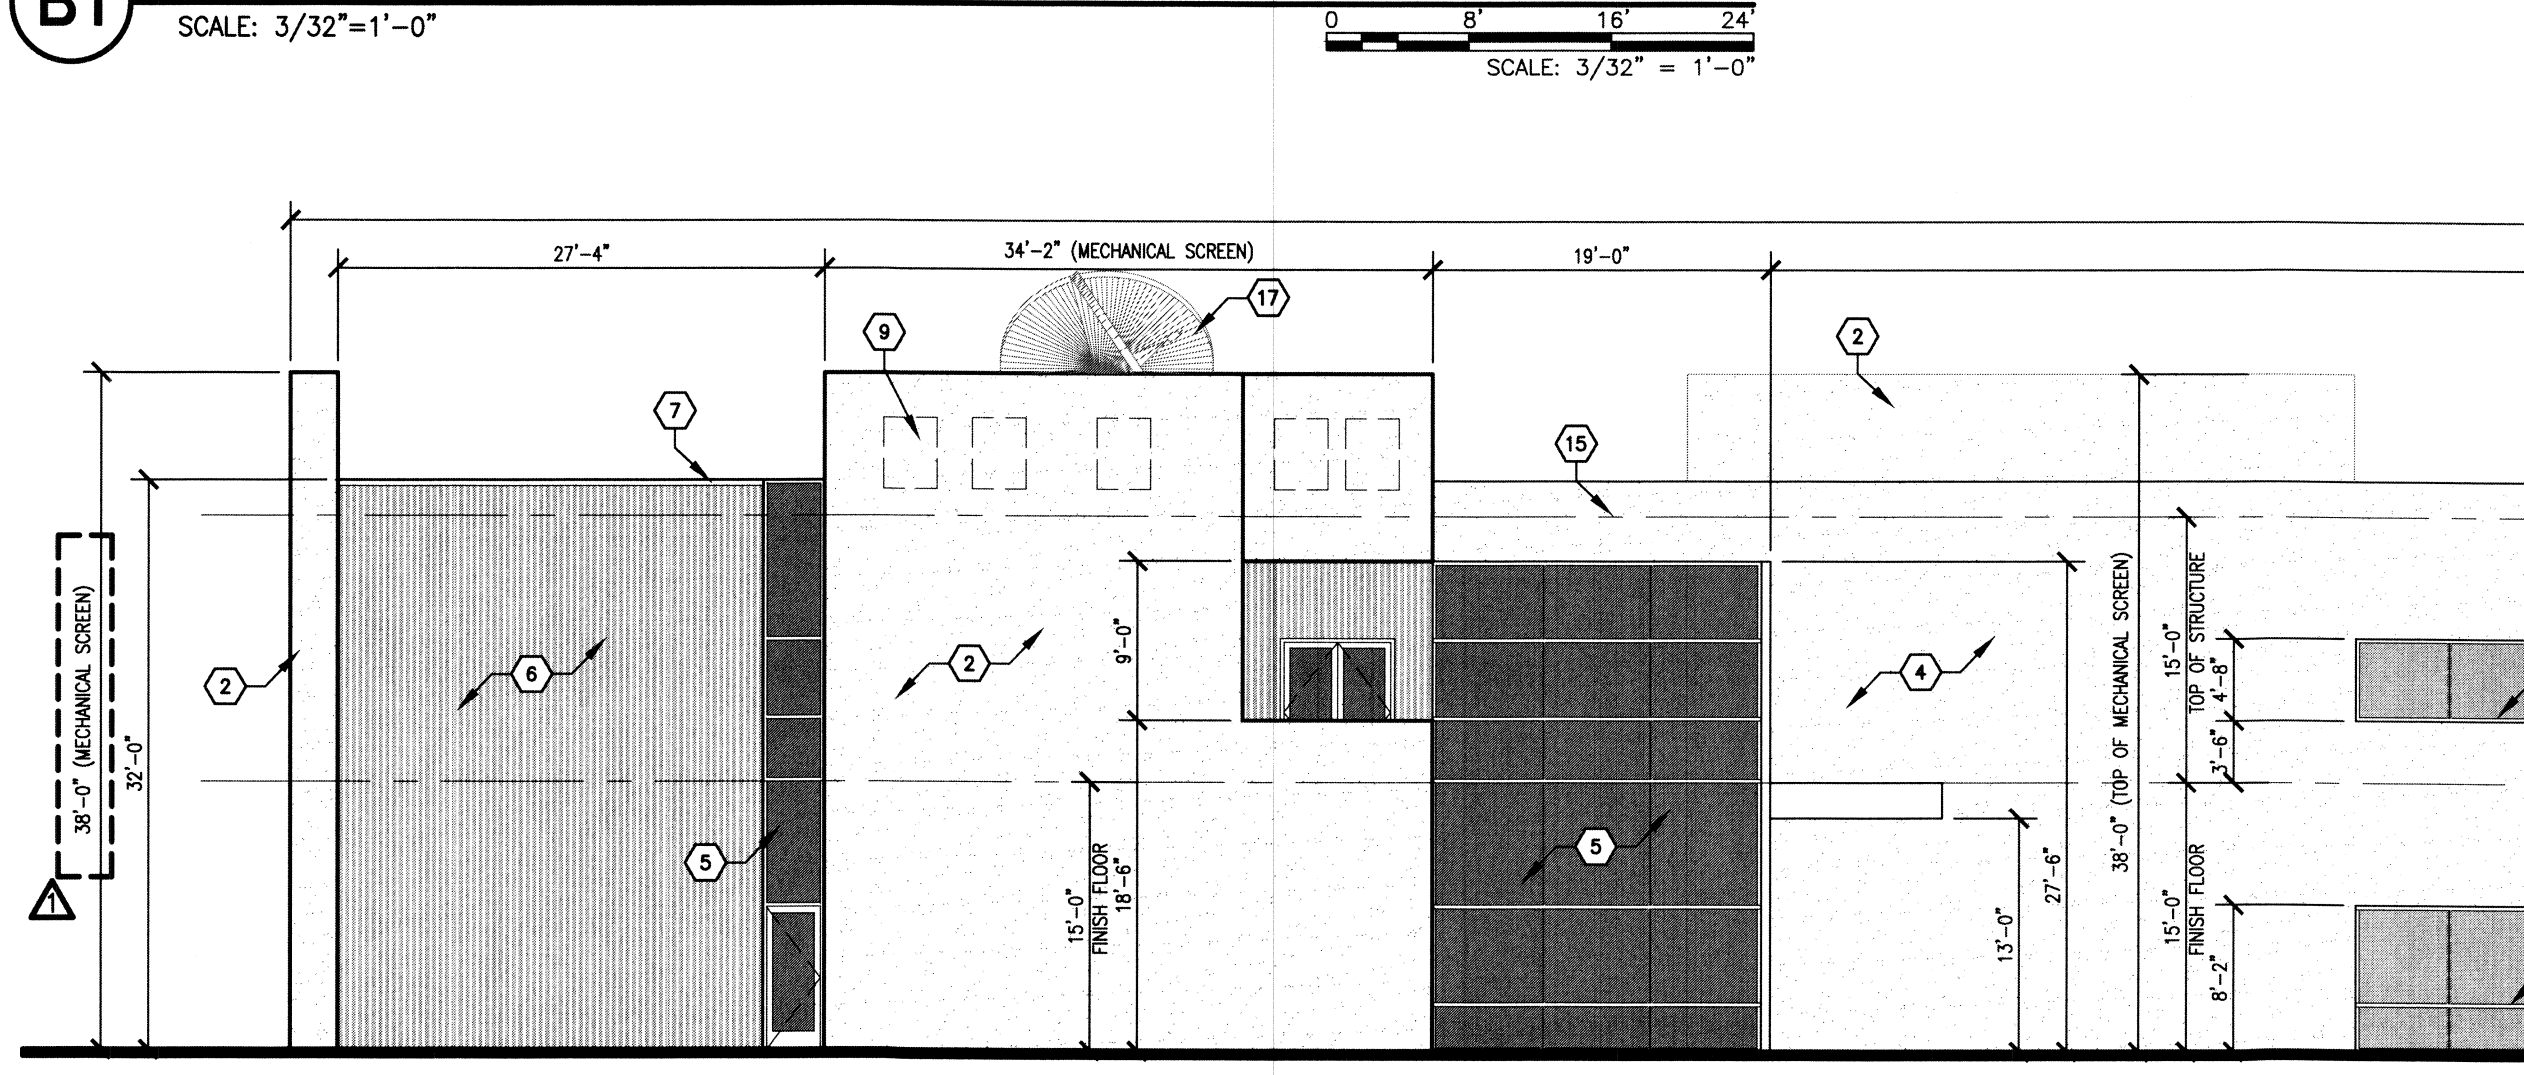 B1
SCALE: 3/32"=1'-0"
0 8' 16' 24'
SCALE: 3/32" = 1'-0"
27'-4"
34'-2" (MECHANICAL SCREEN)
19'-0"
17
9
2
7
15
38'-0" (MECHANICAL SCREEN)
32'-0"
1
2
6
5
2
9'-0"
15'-0"
FINISH FLOOR
18'-6"
5
4
13'-0"
27'-6"
38'-0" (TOP OF MECHANICAL SCREEN)
15'-0"
TOP OF STRUCTURE
15'-0"
FINISH FLOOR
4'-8"
3'-6"
8'-2"